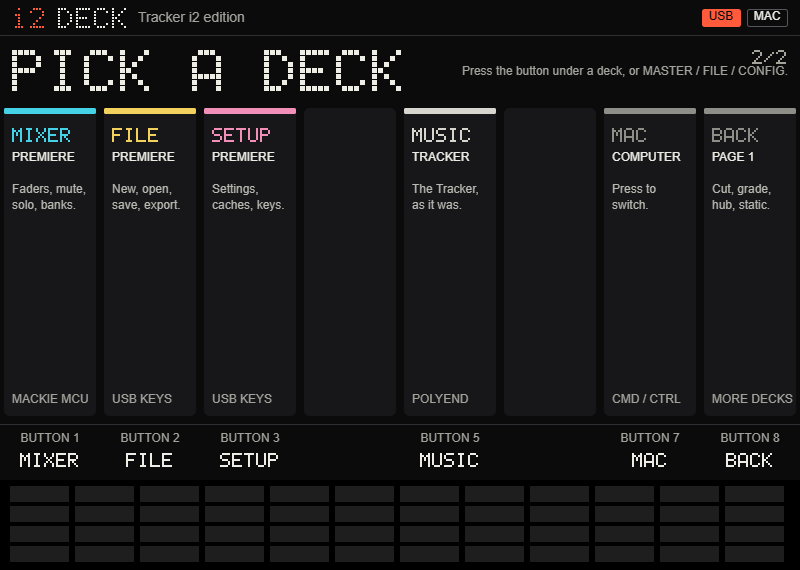 i2 DECK Tracker i2 edition USB MAC
PICK A DECK
2/2
Press the button under a deck, or MASTER / FILE / CONFIG.
MIXER FILE SETUP MUSIC MAC BACK
PREMIERE PREMIERE PREMIERE TRACKER COMPUTER PAGE 1
Faders, mute, New, open, Settings, The Tracker, Press to Cut, grade,
solo, banks. save, export. caches, keys. as it was. switch. hub, static.
MACKIE MCU USB KEYS USB KEYS POLYEND CMD / CTRL MORE DECKS
BUTTON 1 BUTTON 2 BUTTON 3 BUTTON 5 BUTTON 7 BUTTON 8
MIXER FILE SETUP MUSIC MAC BACK